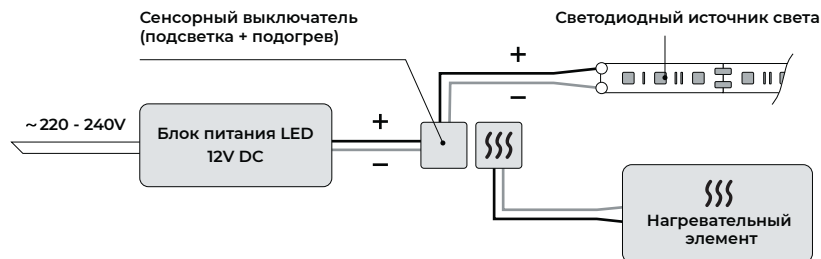 Сенсорный выключатель
(подсветка + подогрев)
Светодиодный источник света
+
−
~220 - 240V
Блок питания LED
12V DC
+
−
Нагревательный
элемент